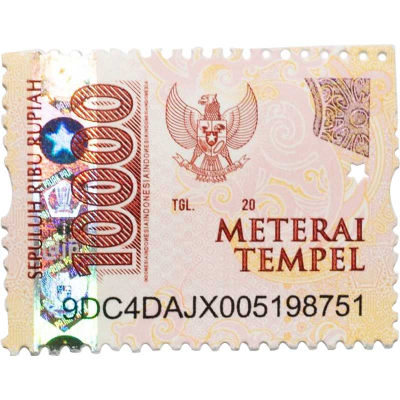 SEPULUH RIBU RUPIAH
10000
TGL. 20
METERAI
TEMPEL
9DC4DAJX005198751